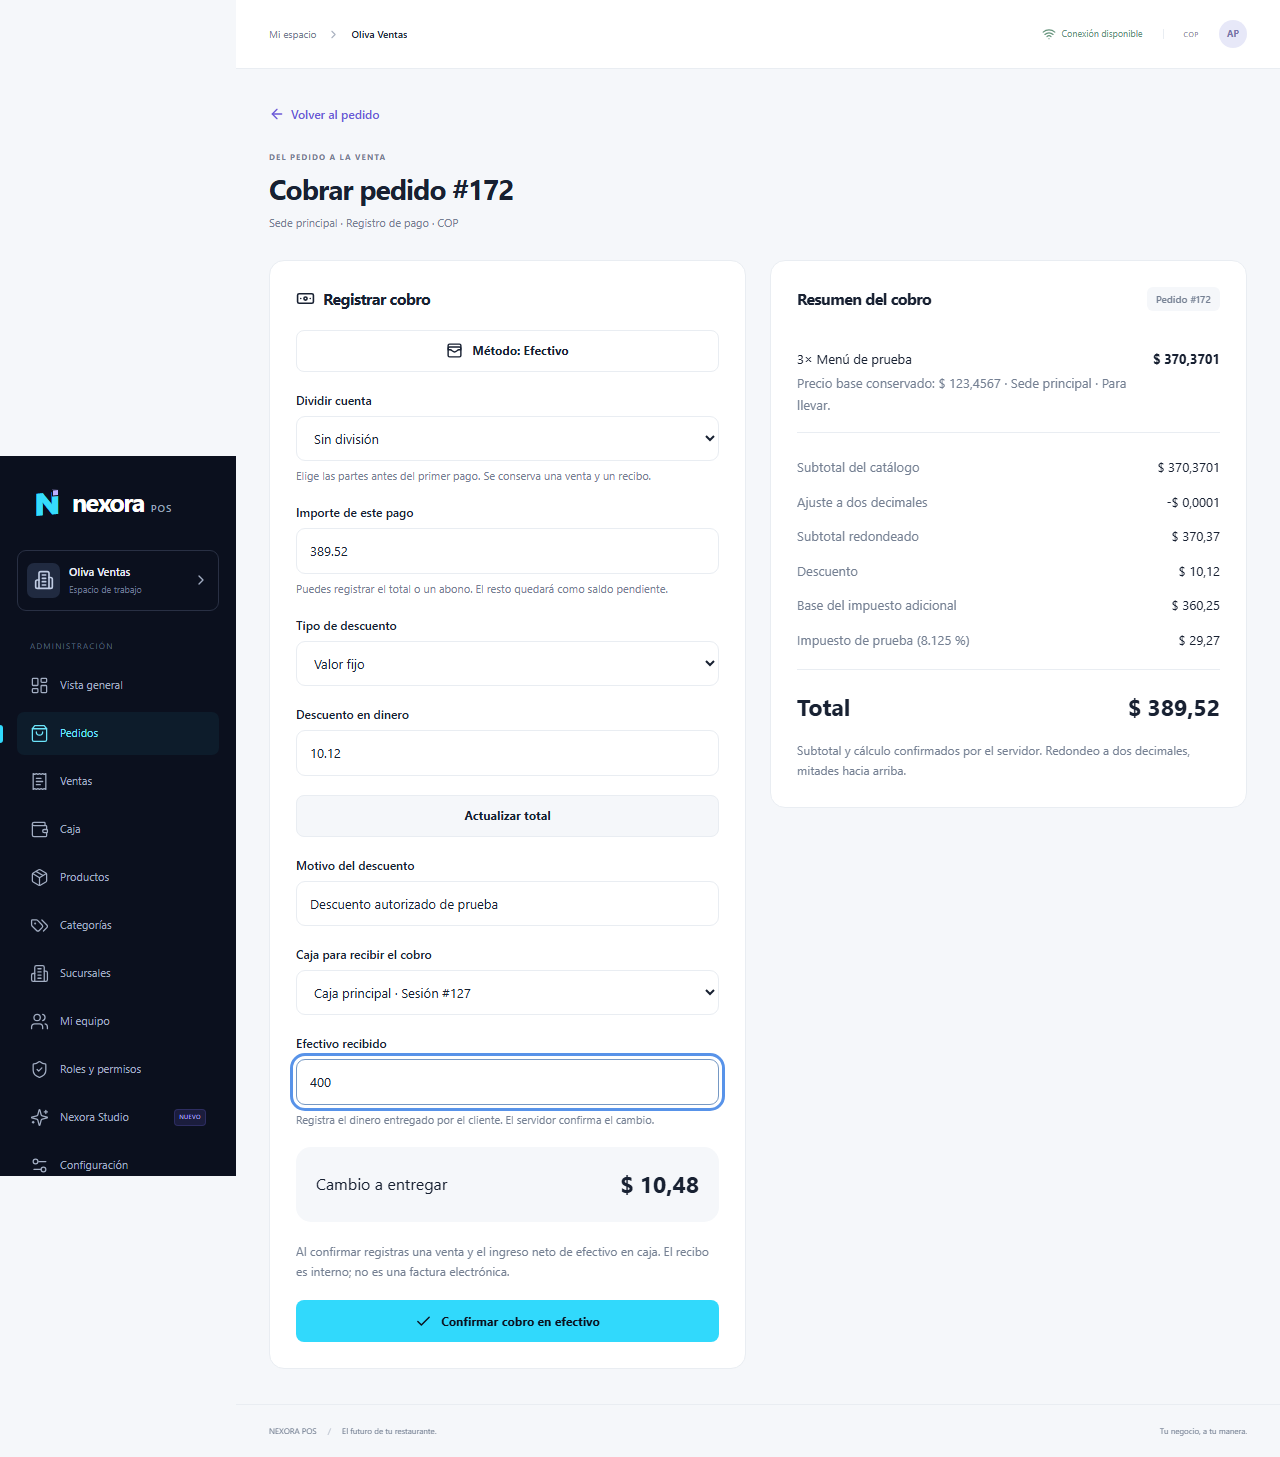 Mi espacio
Oliva Ventas
Conexión disponible
COP
AP
Volver al pedido
DEL PEDIDO A LA VENTA
Cobrar pedido #172
Sede principal · Registro de pago · COP
nexora POS
Oliva Ventas
Espacio de trabajo
ADMINISTRACIÓN
Vista general
Pedidos
Ventas
Caja
Productos
Categorías
Sucursales
Mi equipo
Roles y permisos
Nexora Studio
NUEVO
Configuración
Registrar cobro
Método: Efectivo
Dividir cuenta
Sin división
Elige las partes antes del primer pago. Se conserva una venta y un recibo.
Importe de este pago
389.52
Puedes registrar el total o un abono. El resto quedará como saldo pendiente.
Tipo de descuento
Valor fijo
Descuento en dinero
10.12
Actualizar total
Motivo del descuento
Descuento autorizado de prueba
Caja para recibir el cobro
Caja principal · Sesión #127
Efectivo recibido
400
Registra el dinero entregado por el cliente. El servidor confirma el cambio.
Cambio a entregar
$ 10,48
Al confirmar registras una venta y el ingreso neto de efectivo en caja. El recibo
es interno; no es una factura electrónica.
Confirmar cobro en efectivo
Resumen del cobro
Pedido #172
3× Menú de prueba
$ 370,3701
Precio base conservado: $ 123,4567 · Sede principal · Para
llevar.
Subtotal del catálogo
$ 370,3701
Ajuste a dos decimales
-$ 0,0001
Subtotal redondeado
$ 370,37
Descuento
$ 10,12
Base del impuesto adicional
$ 360,25
Impuesto de prueba (8.125 %)
$ 29,27
Total
$ 389,52
Subtotal y cálculo confirmados por el servidor. Redondeo a dos decimales,
mitades hacia arriba.
NEXORA POS / El futuro de tu restaurante.
Tu negocio, a tu manera.